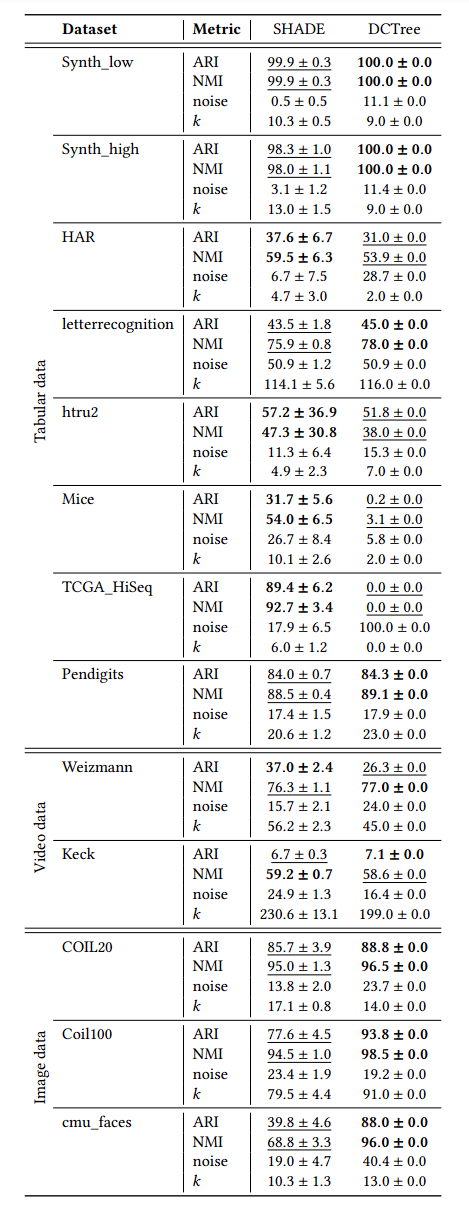 Dataset Metric SHADE DCTree
Tabular data
Synth_low ARI 99.9 ± 0.3 100.0 ± 0.0
NMI 99.9 ± 0.3 100.0 ± 0.0
noise 0.5 ± 0.5 11.1 ± 0.0
k 10.3 ± 0.5 9.0 ± 0.0
Synth_high ARI 98.3 ± 1.0 100.0 ± 0.0
NMI 98.0 ± 1.1 100.0 ± 0.0
noise 3.1 ± 1.2 11.4 ± 0.0
k 13.0 ± 1.5 9.0 ± 0.0
HAR ARI 37.6 ± 6.7 31.0 ± 0.0
NMI 59.5 ± 6.3 53.9 ± 0.0
noise 6.7 ± 7.5 28.7 ± 0.0
k 4.7 ± 3.0 2.0 ± 0.0
letterrecognition ARI 43.5 ± 1.8 45.0 ± 0.0
NMI 75.9 ± 0.8 78.0 ± 0.0
noise 50.9 ± 1.2 50.9 ± 0.0
k 114.1 ± 5.6 116.0 ± 0.0
htru2 ARI 57.2 ± 36.9 51.8 ± 0.0
NMI 47.3 ± 30.8 38.0 ± 0.0
noise 11.3 ± 6.4 15.3 ± 0.0
k 4.9 ± 2.3 7.0 ± 0.0
Mice ARI 31.7 ± 5.6 0.2 ± 0.0
NMI 54.0 ± 6.5 3.1 ± 0.0
noise 26.7 ± 8.4 5.8 ± 0.0
k 10.1 ± 2.6 2.0 ± 0.0
TCGA_HiSeq ARI 89.4 ± 6.2 0.0 ± 0.0
NMI 92.7 ± 3.4 0.0 ± 0.0
noise 17.9 ± 6.5 100.0 ± 0.0
k 6.0 ± 1.2 0.0 ± 0.0
Pendigits ARI 84.0 ± 0.7 84.3 ± 0.0
NMI 88.5 ± 0.4 89.1 ± 0.0
noise 17.4 ± 1.5 17.9 ± 0.0
k 20.6 ± 1.2 23.0 ± 0.0
Video data
Weizmann ARI 37.0 ± 2.4 26.3 ± 0.0
NMI 76.3 ± 1.1 77.0 ± 0.0
noise 15.7 ± 2.1 24.0 ± 0.0
k 56.2 ± 2.3 45.0 ± 0.0
Keck ARI 6.7 ± 0.3 7.1 ± 0.0
NMI 59.2 ± 0.7 58.6 ± 0.0
noise 24.9 ± 1.3 16.4 ± 0.0
k 230.6 ± 13.1 199.0 ± 0.0
Image data
COIL20 ARI 85.7 ± 3.9 88.8 ± 0.0
NMI 95.0 ± 1.3 96.5 ± 0.0
noise 13.8 ± 2.0 23.7 ± 0.0
k 17.1 ± 0.8 14.0 ± 0.0
Coil100 ARI 77.6 ± 4.5 93.8 ± 0.0
NMI 94.5 ± 1.0 98.5 ± 0.0
noise 23.4 ± 1.9 19.2 ± 0.0
k 79.5 ± 4.4 91.0 ± 0.0
cmu_faces ARI 39.8 ± 4.6 88.0 ± 0.0
NMI 68.8 ± 3.3 96.0 ± 0.0
noise 19.0 ± 4.7 40.4 ± 0.0
k 10.3 ± 1.3 13.0 ± 0.0